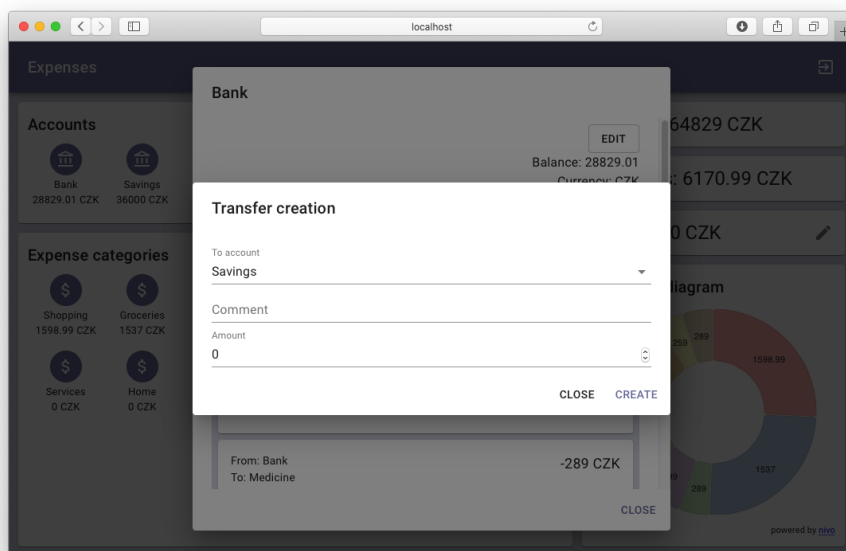 localhost
Expenses
Accounts
Bank
28829.01 CZK
Savings
36000 CZK
Expense categories
Shopping
1598.99 CZK
Groceries
1537 CZK
Services
0 CZK
Home
0 CZK
Bank
EDIT
Balance: 28829.01
Currency: CZK
Transfer creation
To account
Savings
Comment
Amount
0
CLOSE
CREATE
From: Bank
To: Medicine
-289 CZK
CLOSE
64829 CZK
: 6170.99 CZK
0 CZK
diagram
259
289
1598.99
1537
289
powered by nivo